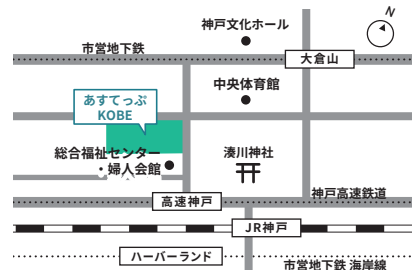 N
神戸文化ホール
市営地下鉄
大倉山
中央体育館
あすてっぷ
KOBE
総合福祉センター
・婦人会館
湊川神社
神戸高速鉄道
高速神戸
JR神戸
ハーバーランド
市営地下鉄 海岸線